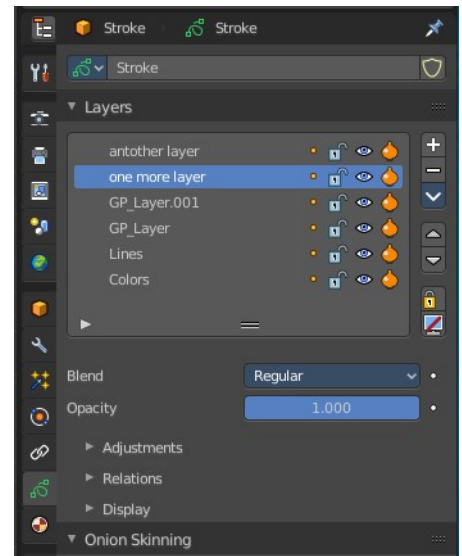 Stroke Stroke
Stroke
Layers
antother layer
one more layer
GP_Layer.001
GP_Layer
Lines
Colors
Blend Regular
Opacity 1.000
Adjustments
Relations
Display
Onion Skinning